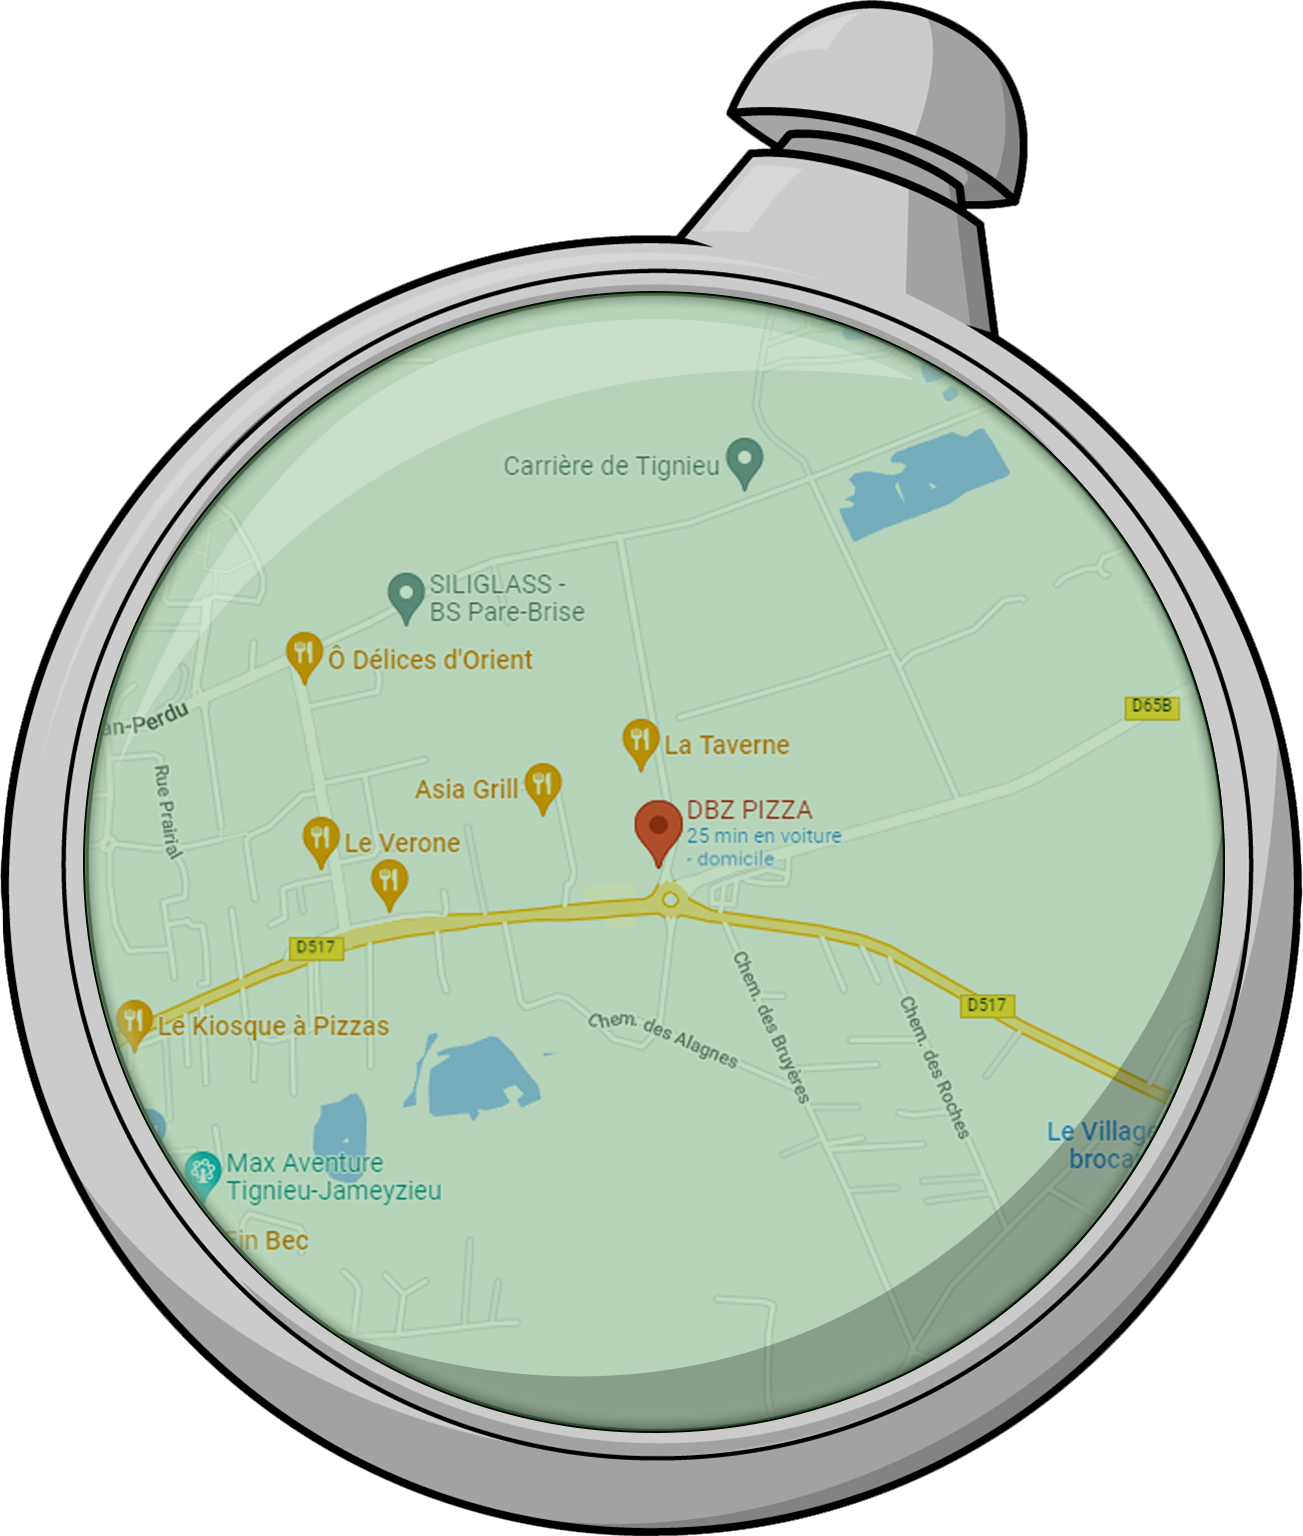 Carrière de Tignieu
SILIGLASS -
BS Pare-Brise
Ô Délices d'Orient
an-Perdu
D65B
Rue Prairial
La Taverne
Asia Grill
DBZ PIZZA
25 min en voiture
- domicile
Le Verone
D517
D517
Le Kiosque à Pizzas
Chem. des Alagnes
Chem. des Bruyères
Chem. des Roches
Le Village
broca
Max Aventure
Tignieu-Jameyzieu
Fin Bec